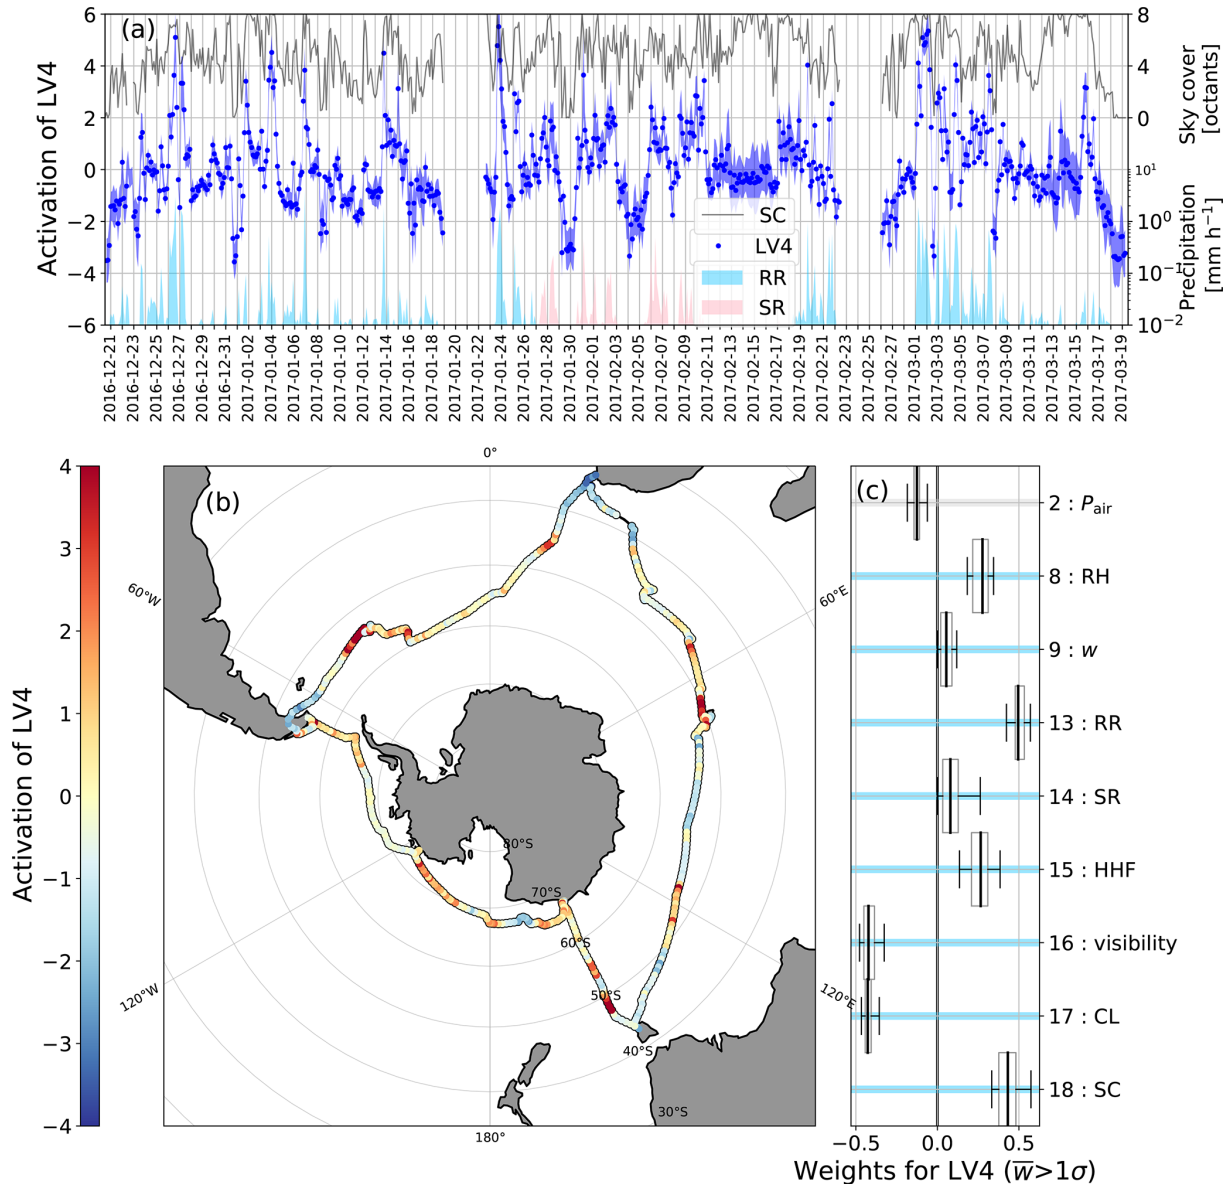 (a)
Activation of LV4
6
4
2
0
−2
−4
−6
8
4
0
Sky cover
[octants]
10¹
10⁰
10⁻¹
10⁻²
Precipitation
[mm h⁻¹]
SC
LV4
RR
SR
2016-12-21
2016-12-23
2016-12-25
2016-12-27
2016-12-29
2016-12-31
2017-01-02
2017-01-04
2017-01-06
2017-01-08
2017-01-10
2017-01-12
2017-01-14
2017-01-16
2017-01-18
2017-01-20
2017-01-22
2017-01-24
2017-01-26
2017-01-28
2017-01-30
2017-02-01
2017-02-03
2017-02-05
2017-02-07
2017-02-09
2017-02-11
2017-02-13
2017-02-15
2017-02-17
2017-02-19
2017-02-21
2017-02-23
2017-02-25
2017-02-27
2017-03-01
2017-03-03
2017-03-05
2017-03-07
2017-03-09
2017-03-11
2017-03-13
2017-03-15
2017-03-17
2017-03-19
Activation of LV4
4
3
2
1
0
−1
−2
−3
−4
(b)
0°
60°W
60°E
120°W
120°E
180°
80°S
70°S
60°S
50°S
40°S
30°S
(c)
2 : Pair
8 : RH
9 : w
13 : RR
14 : SR
15 : HHF
16 : visibility
17 : CL
18 : SC
−0.5
0.0
0.5
Weights for LV4 (w̅>1σ)